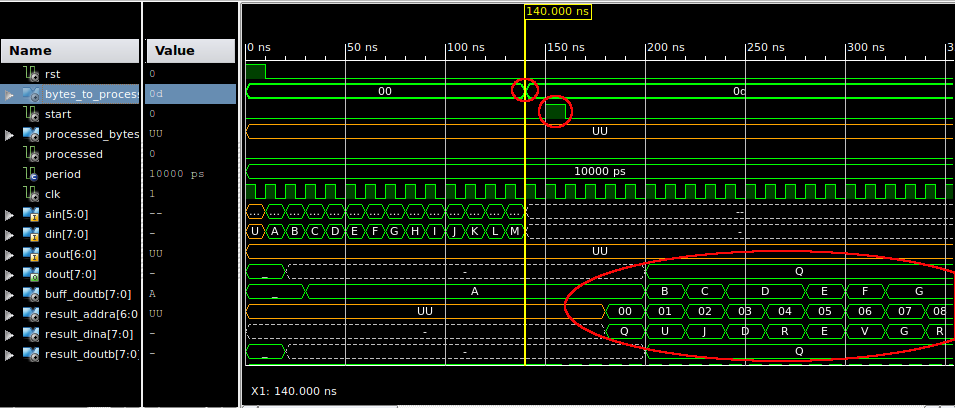 140.000 ns
Name Value
0 ns 50 ns 100 ns 150 ns 200 ns 250 ns 300 ns 3
rst 0
bytes_to_proces 0d 00 0d
start 0
processed_bytes UU UU
processed 0
period 10000 ps 10000 ps
clk 1
ain[5:0] -- ... ... ... ... ... ... ... ... ... ... ... ... ... ... --
din[7:0] - U A B C D E F G H I J K L M -
aout[6:0] UU UU
dout[7:0] - _ - Q
buff_doutb[7:0] A _ A B C D E F G
result_addra[6:0 UU UU 00 01 02 03 04 05 06 07 08
result_dina[7:0] - - Q U J D R E V G R
result_doutb[7:0] - _ Q
X1: 140.000 ns